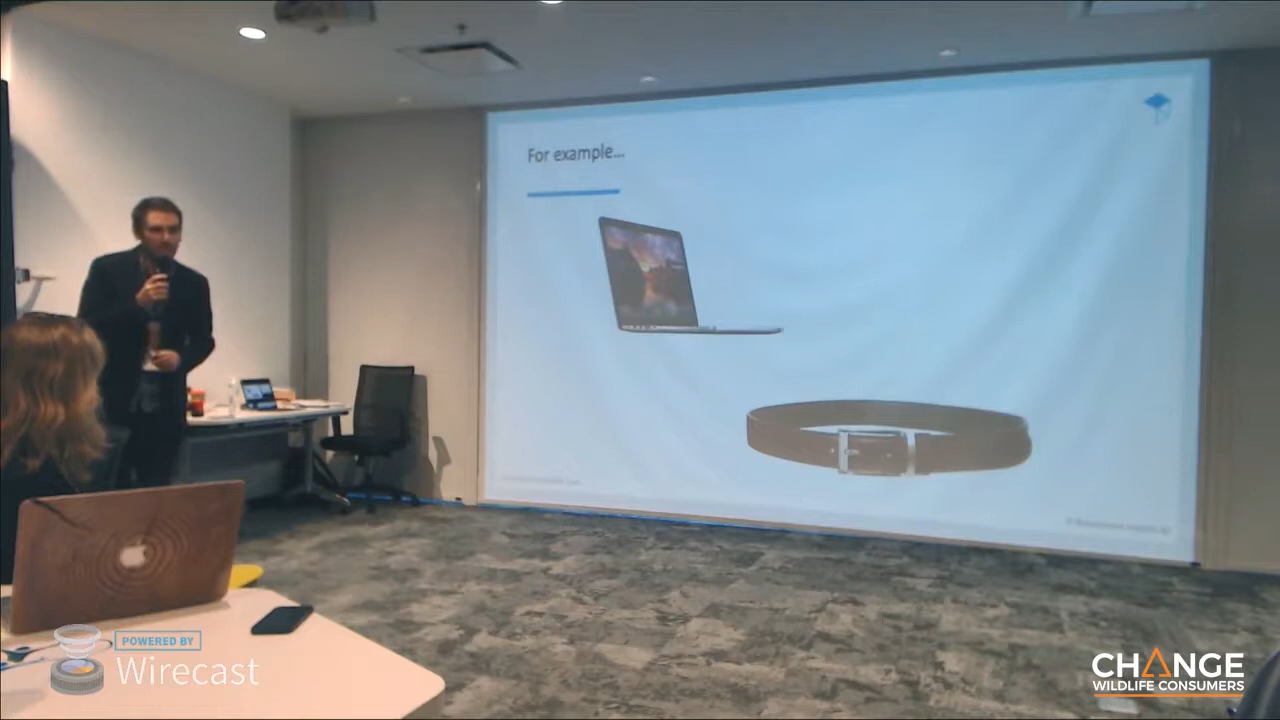 For example...
POWERED BY
Wirecast
CHANGE
WILDLIFE CONSUMERS